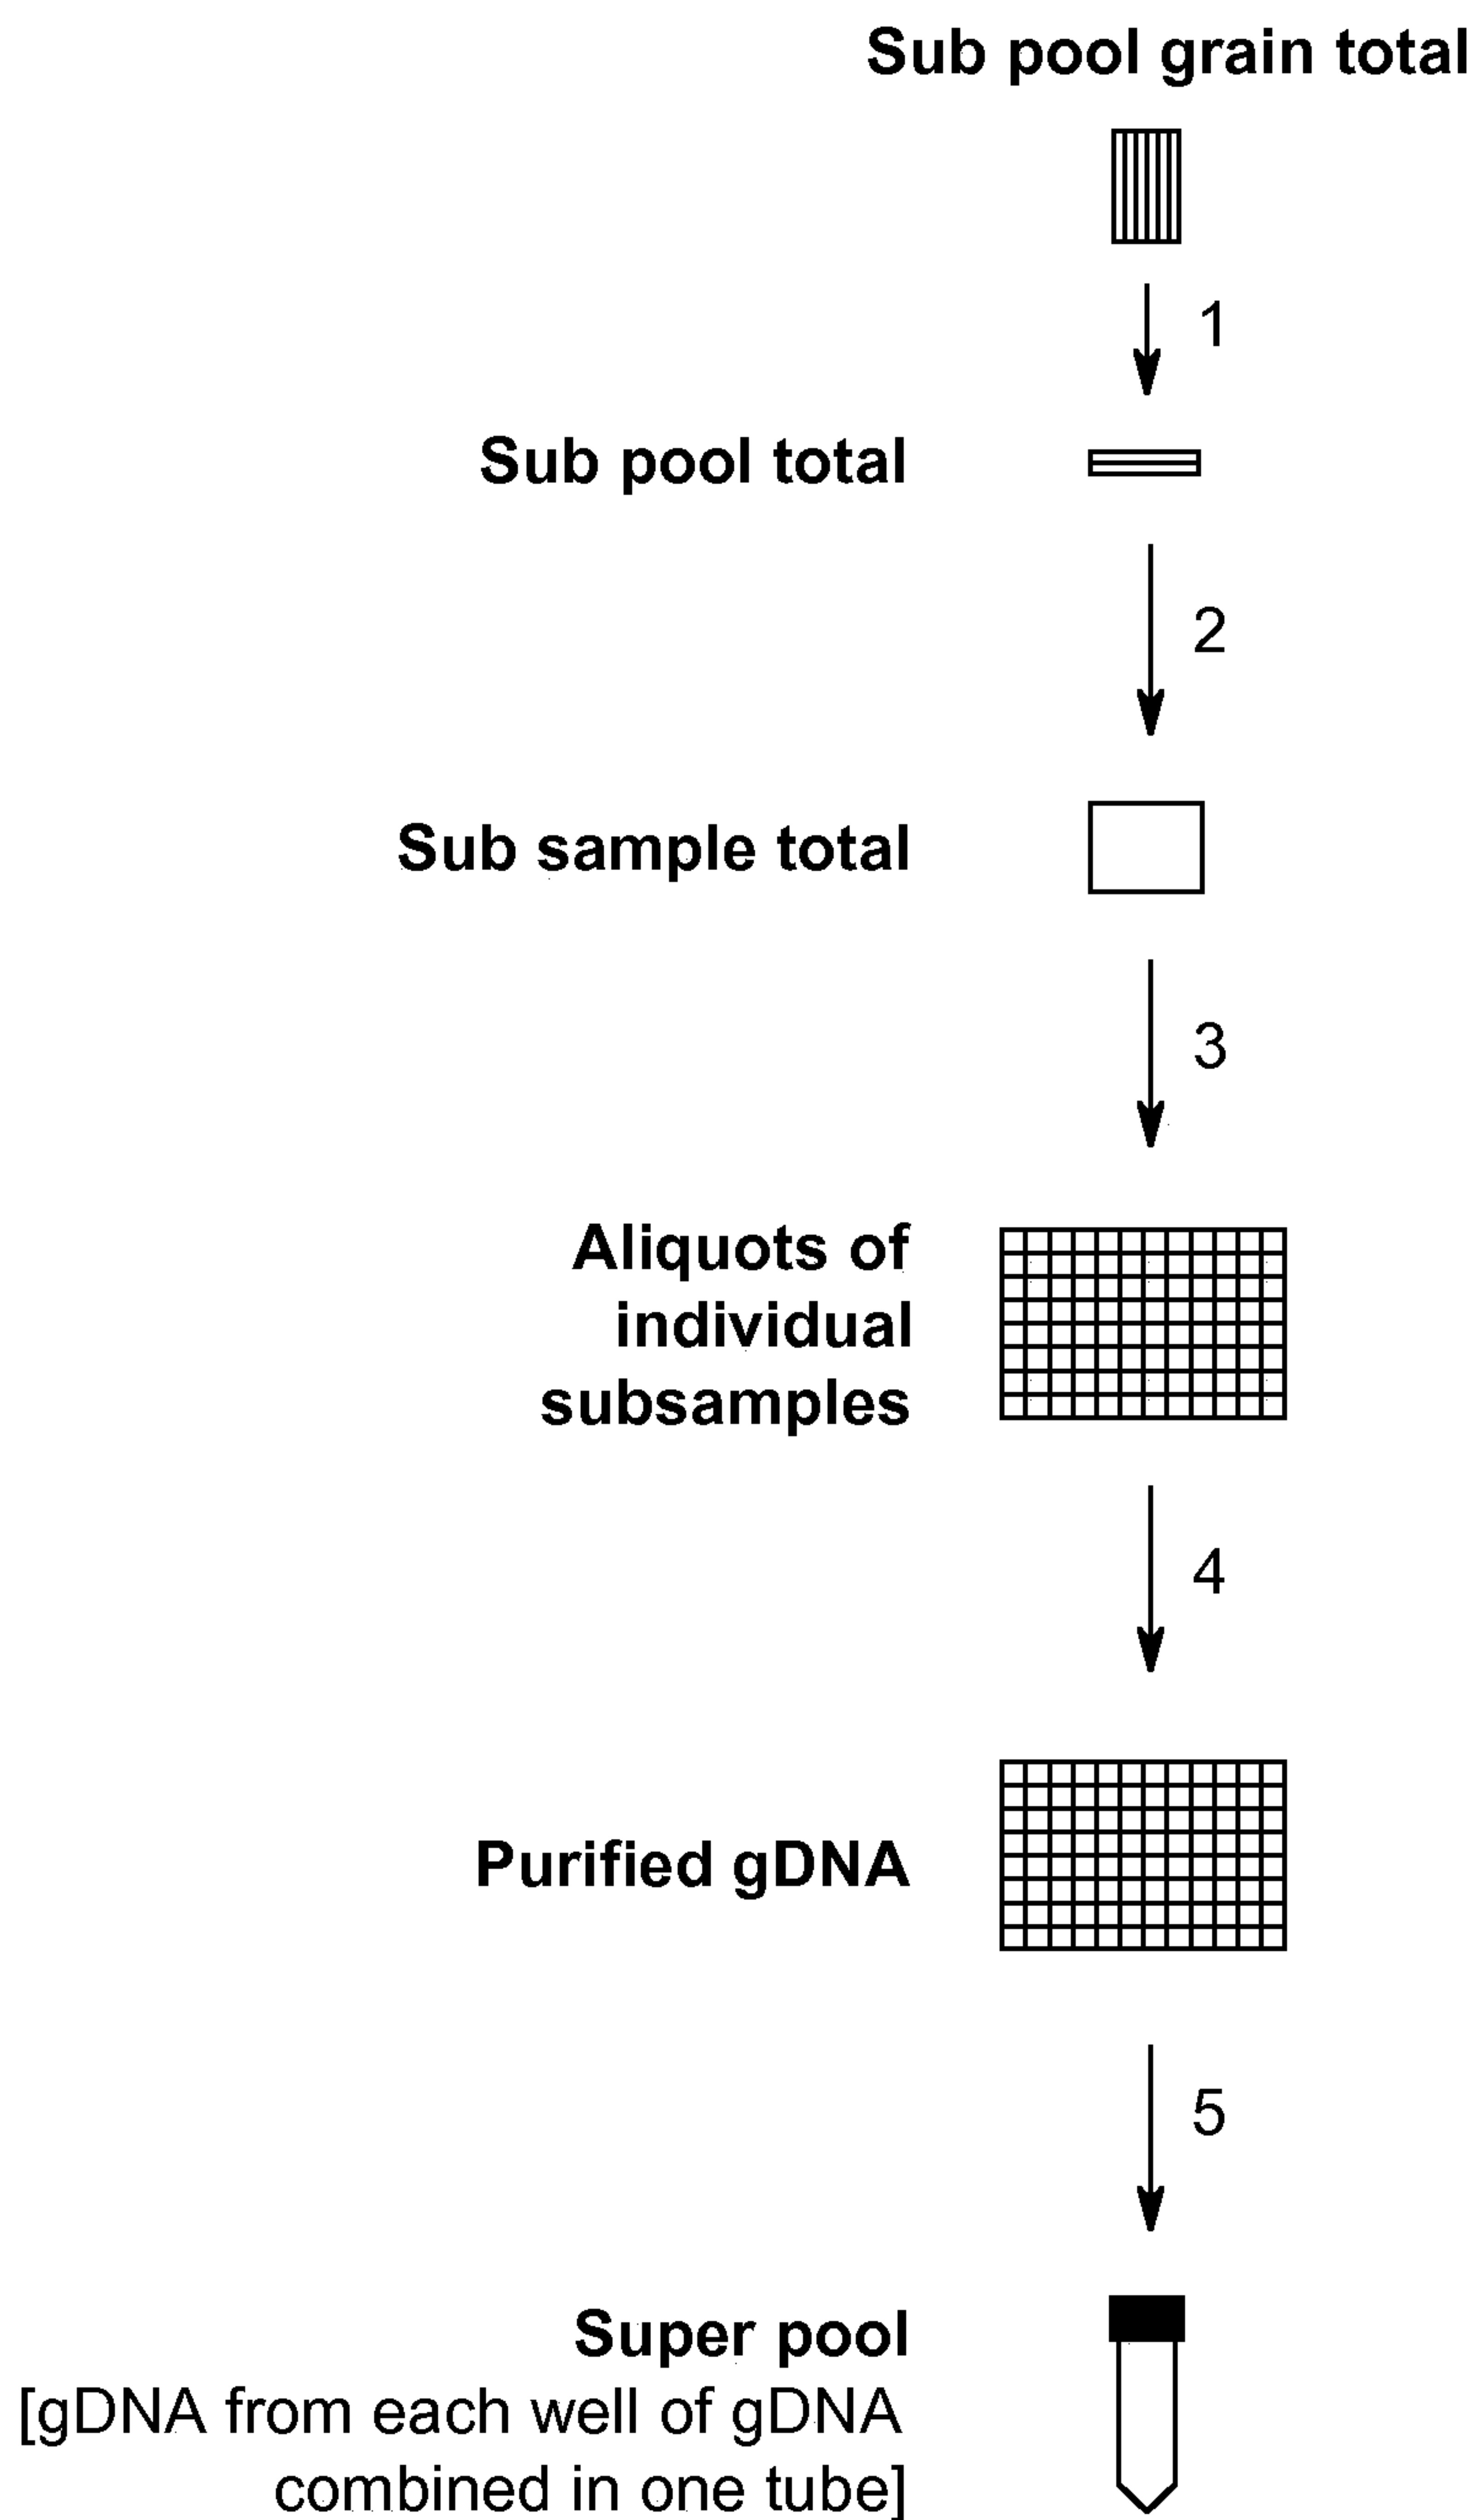 Sub pool grain total
1
Sub pool total
2
Sub sample total
3
Aliquots of
individual
subsamples
4
Purified gDNA
5
Super pool
[gDNA from each well of gDNA
combined in one tube]